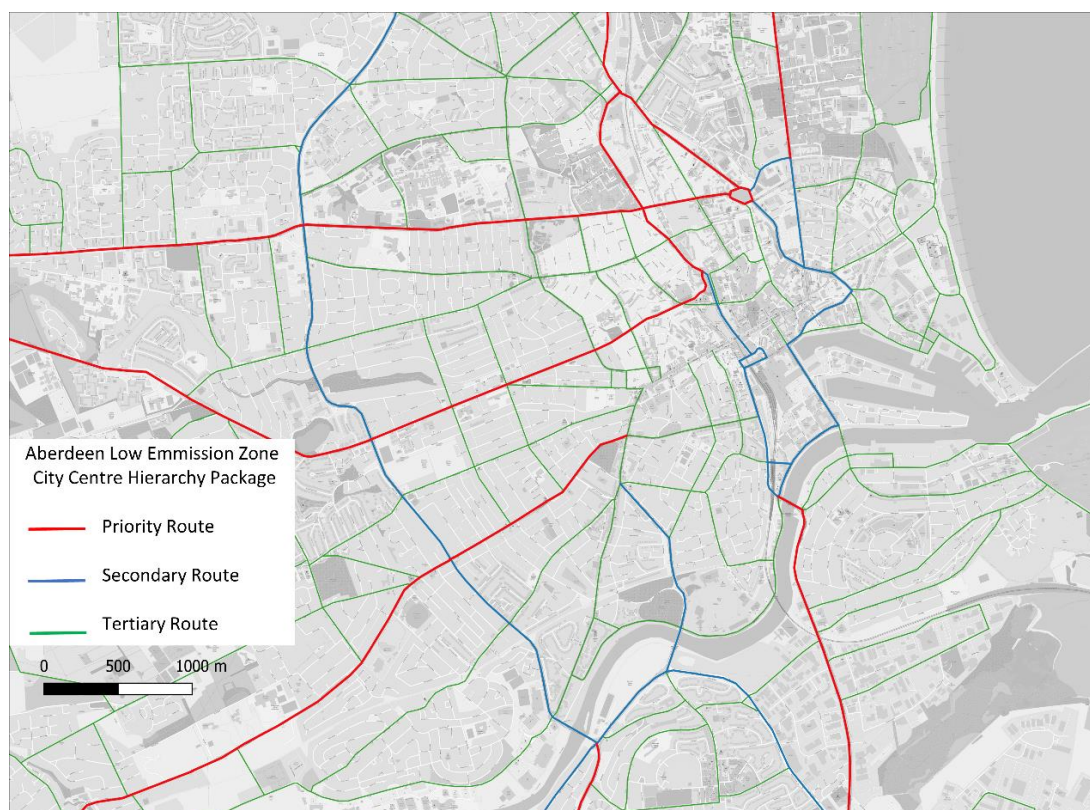 Aberdeen Low Emmission Zone
City Centre Hierarchy Package
Priority Route
Secondary Route
Tertiary Route
0 500 1000 m